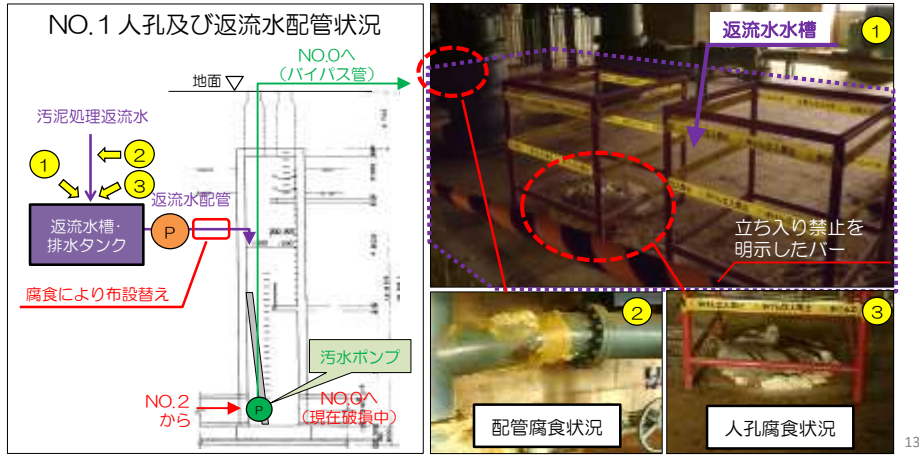 NO.1 人孔及び返流水配管状況
NO.0へ
(バイパス管)
地面
汚泥処理返流水
②
①
③
返流水配管
返流水槽・
排水タンク
P
腐食により布設替え
汚水ポンプ
NO.2
から
P
NO.0へ
(現在破損中)
返流水水槽
①
立ち入り禁止を
明示したバー
②
配管腐食状況
③
人孔腐食状況
13